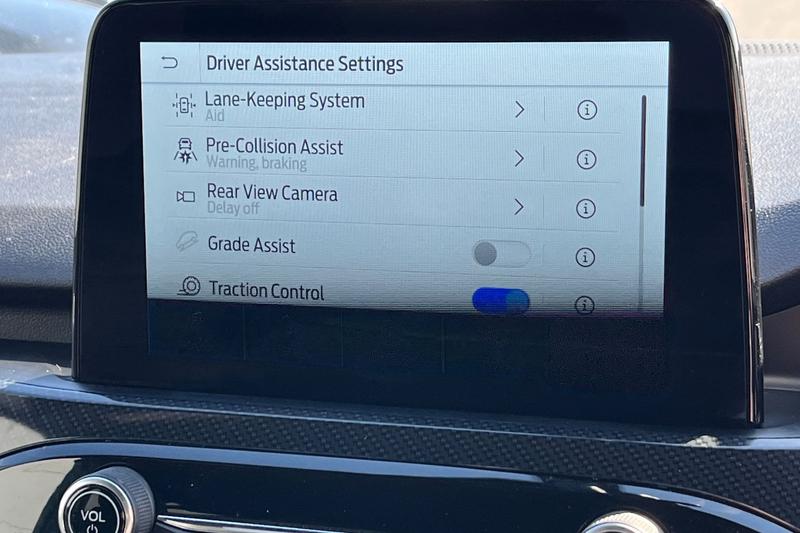 Driver Assistance Settings
Lane-Keeping System
Aid
Pre-Collision Assist
Warning, braking
Rear View Camera
Delay off
Grade Assist
Traction Control
VOL